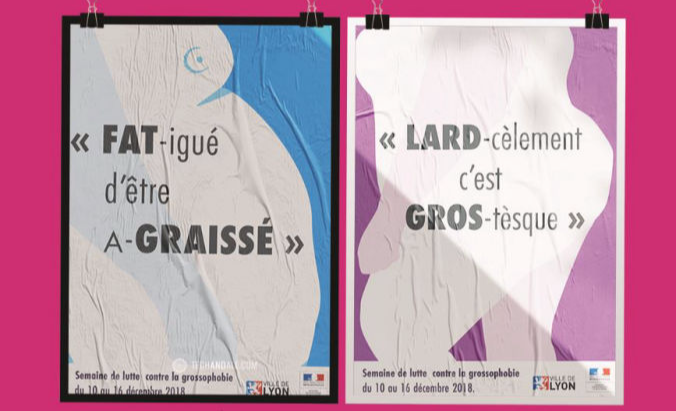 « FAT-igué
d'être
A-GRAISSÉ »
Semaine de lutte contre la grossophobie
du 10 au 16 décembre 2018
VILLE DE
LYON
« LARD-cèlement
c'est
GROS-tèsque »
Semaine de lutte contre la grossophobie
du 10 au 16 décembre 2018.
VILLE DE
LYON